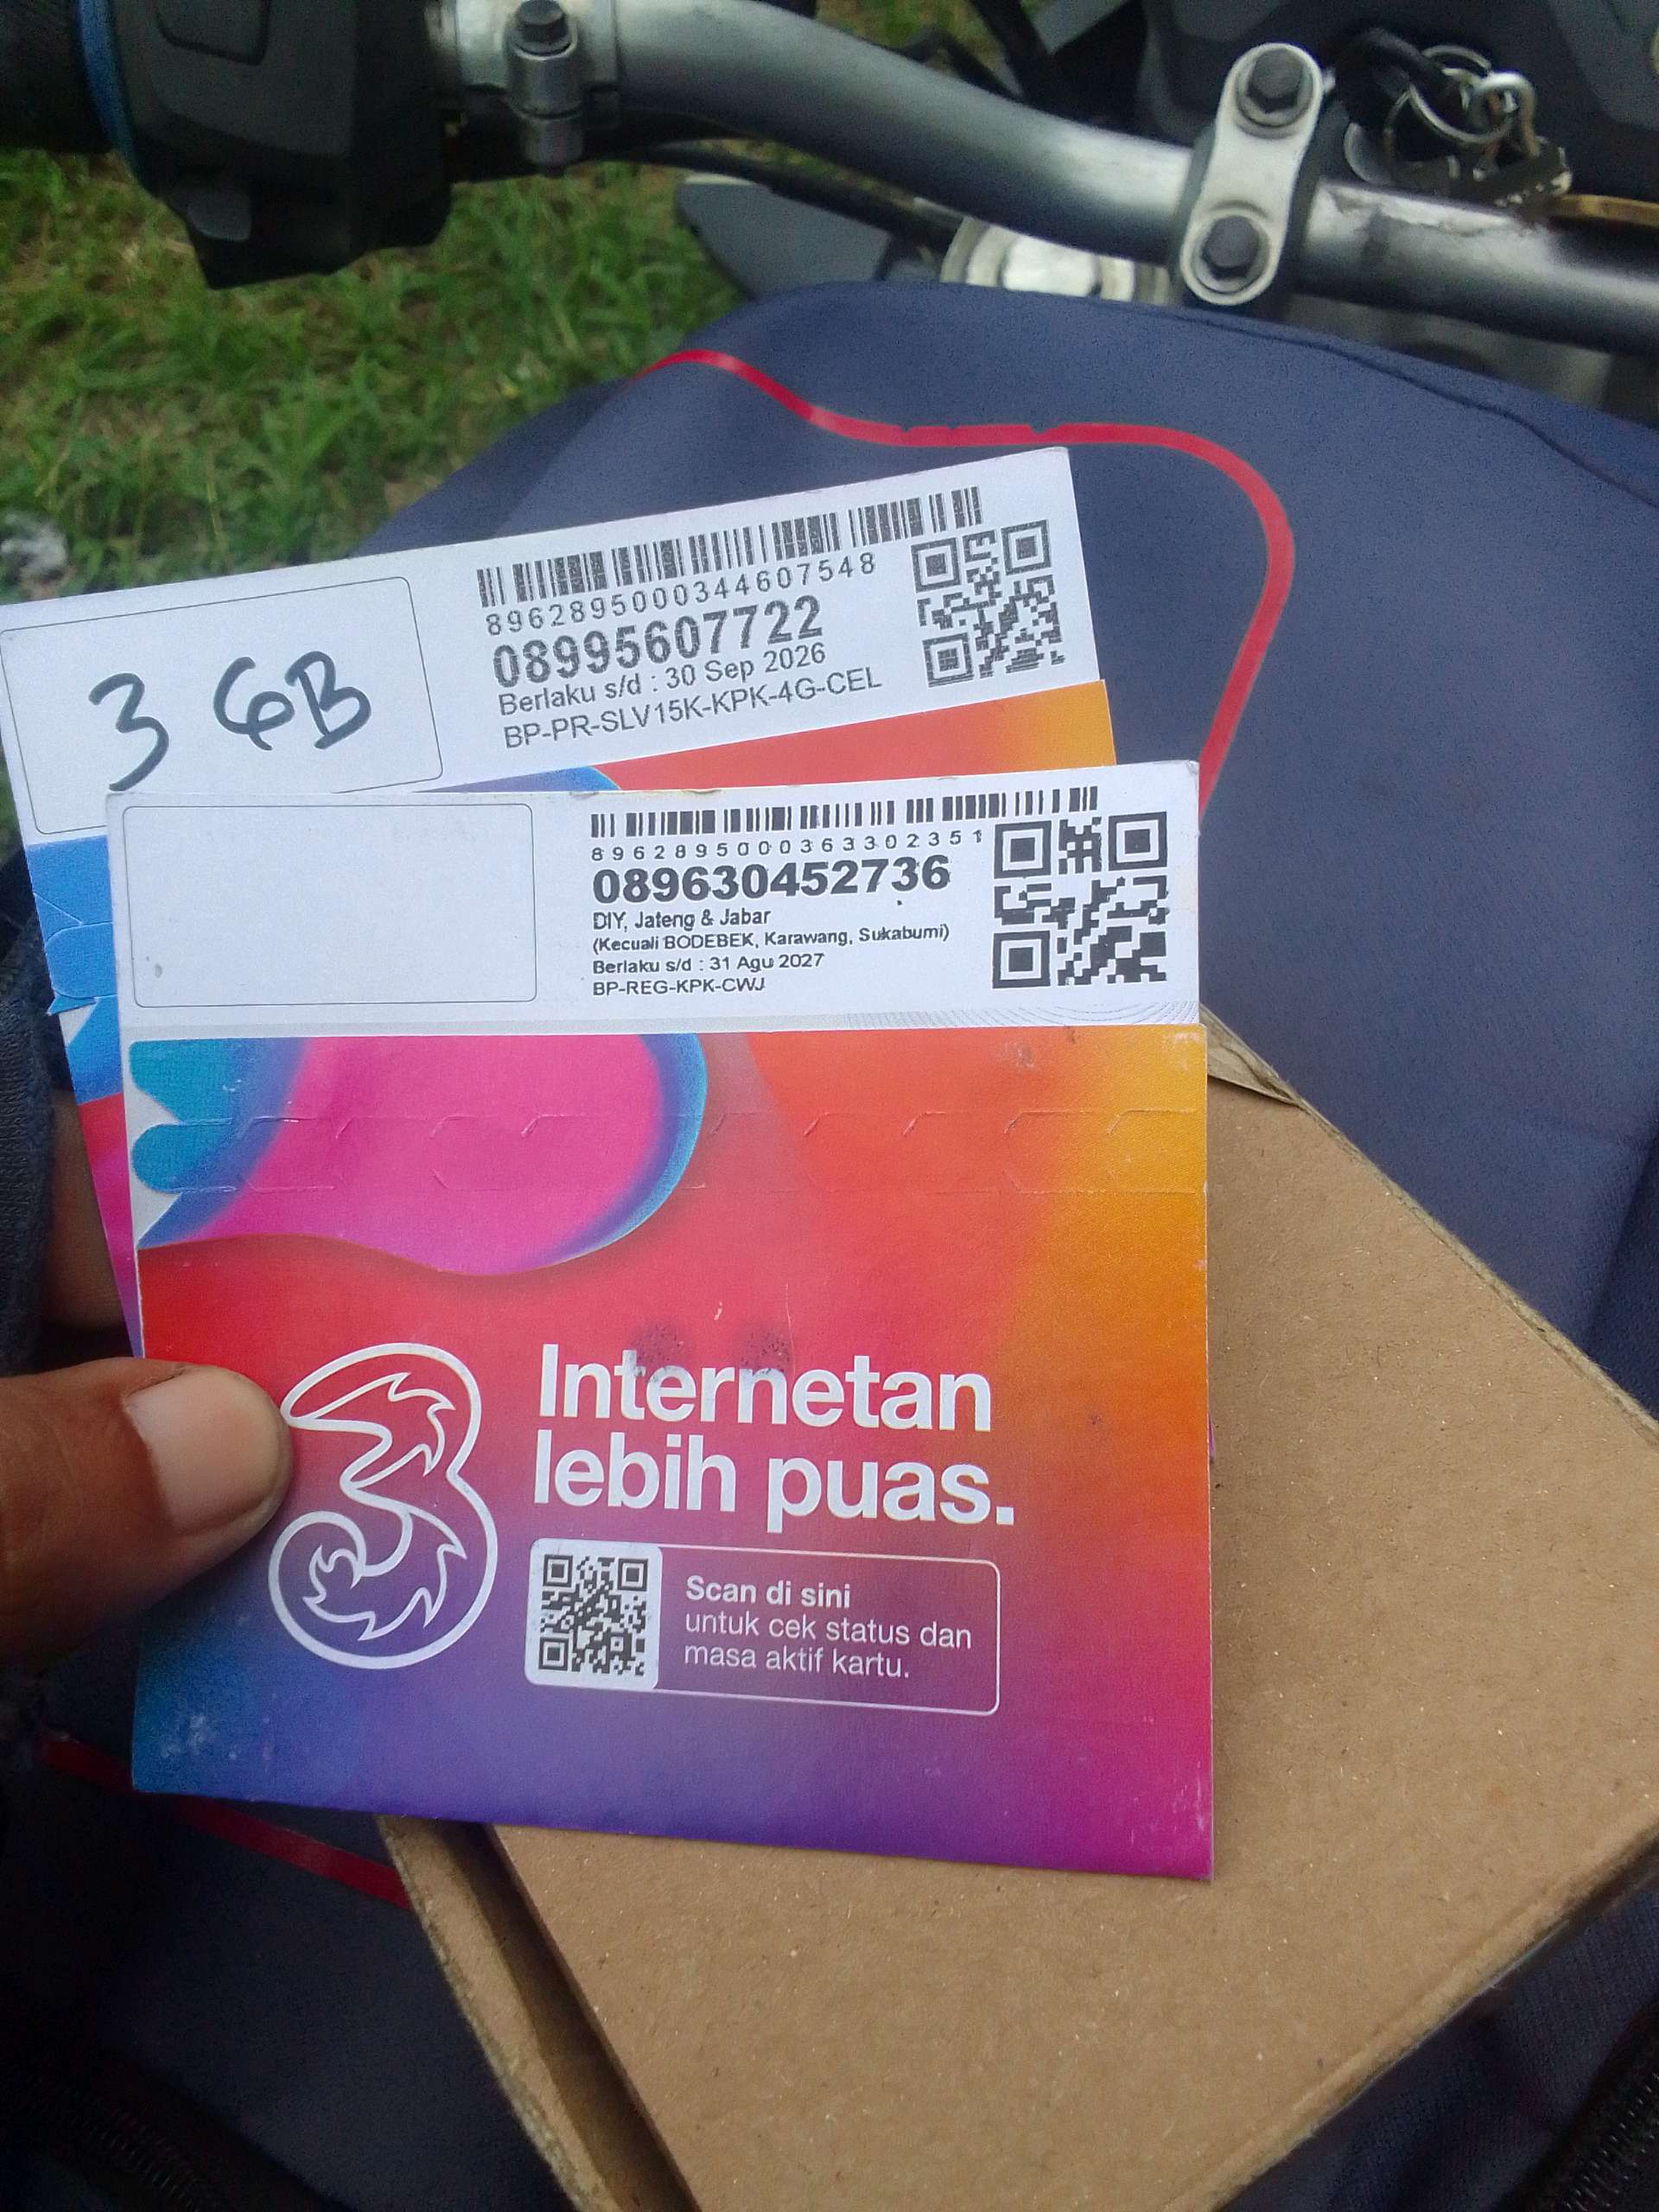 3 GB
8962895000344607548
08995607722
Berlaku s/d : 30 Sep 2026
BP-PR-SLV15K-KPK-4G-CEL
8962895000363302351
089630452736
DIY, Jateng & Jabar
(Kecuali BODEBEK, Karawang, Sukabumi)
Berlaku s/d : 31 Agu 2027
BP-REG-KPK-CWJ
3
Internetan
lebih puas.
Scan di sini
untuk cek status dan
masa aktif kartu.